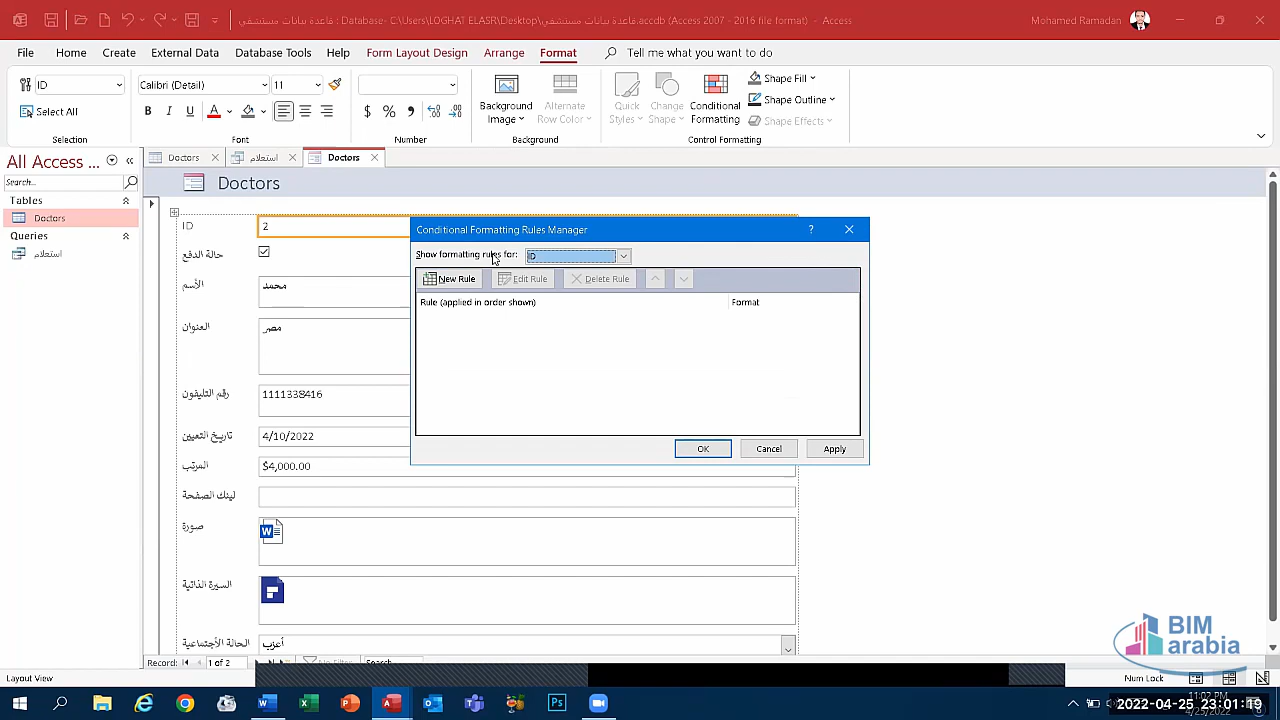 قاعدة بيانات مستشفي : Database- C:\Users\LOGHAT ELASR\Desktop\قاعدة بيانات مستشفي.accdb (Access 2007 - 2016 file format) - Access
Mohamed Ramadan
File Home Create External Data Database Tools Help Form Layout Design Arrange Format Tell me what you want to do
ID Calibri (Detail) 11
Select All
B I U A $ % ,
Background Image
Alternate Row Color
Quick Styles
Change Shape
Conditional Formatting
Shape Fill
Shape Outline
Shape Effects
Selection Font Number Background Control Formatting
All Access ...
Search...
Tables
Doctors
Queries
استعلام
Doctors استعلام Doctors
Doctors
ID 2
حالة الدفع
الأسم محمد
العنوان مصر
رقم التليفون 1111338416
تاريخ التعيين 4/10/2022
المرتب $4,000.00
لينك الصفحة
صورة
السيرة الذاتية
الحالة الأجتماعية أعزب
Conditional Formatting Rules Manager ?
Show formatting rules for: ID
New Rule Edit Rule Delete Rule
Rule (applied in order shown) Format
OK Cancel Apply
Record: 1 of 2 No Filter Search
Layout View Num Lock
BIM
arabia
11:02 PM
2022-04-25 23:01:19